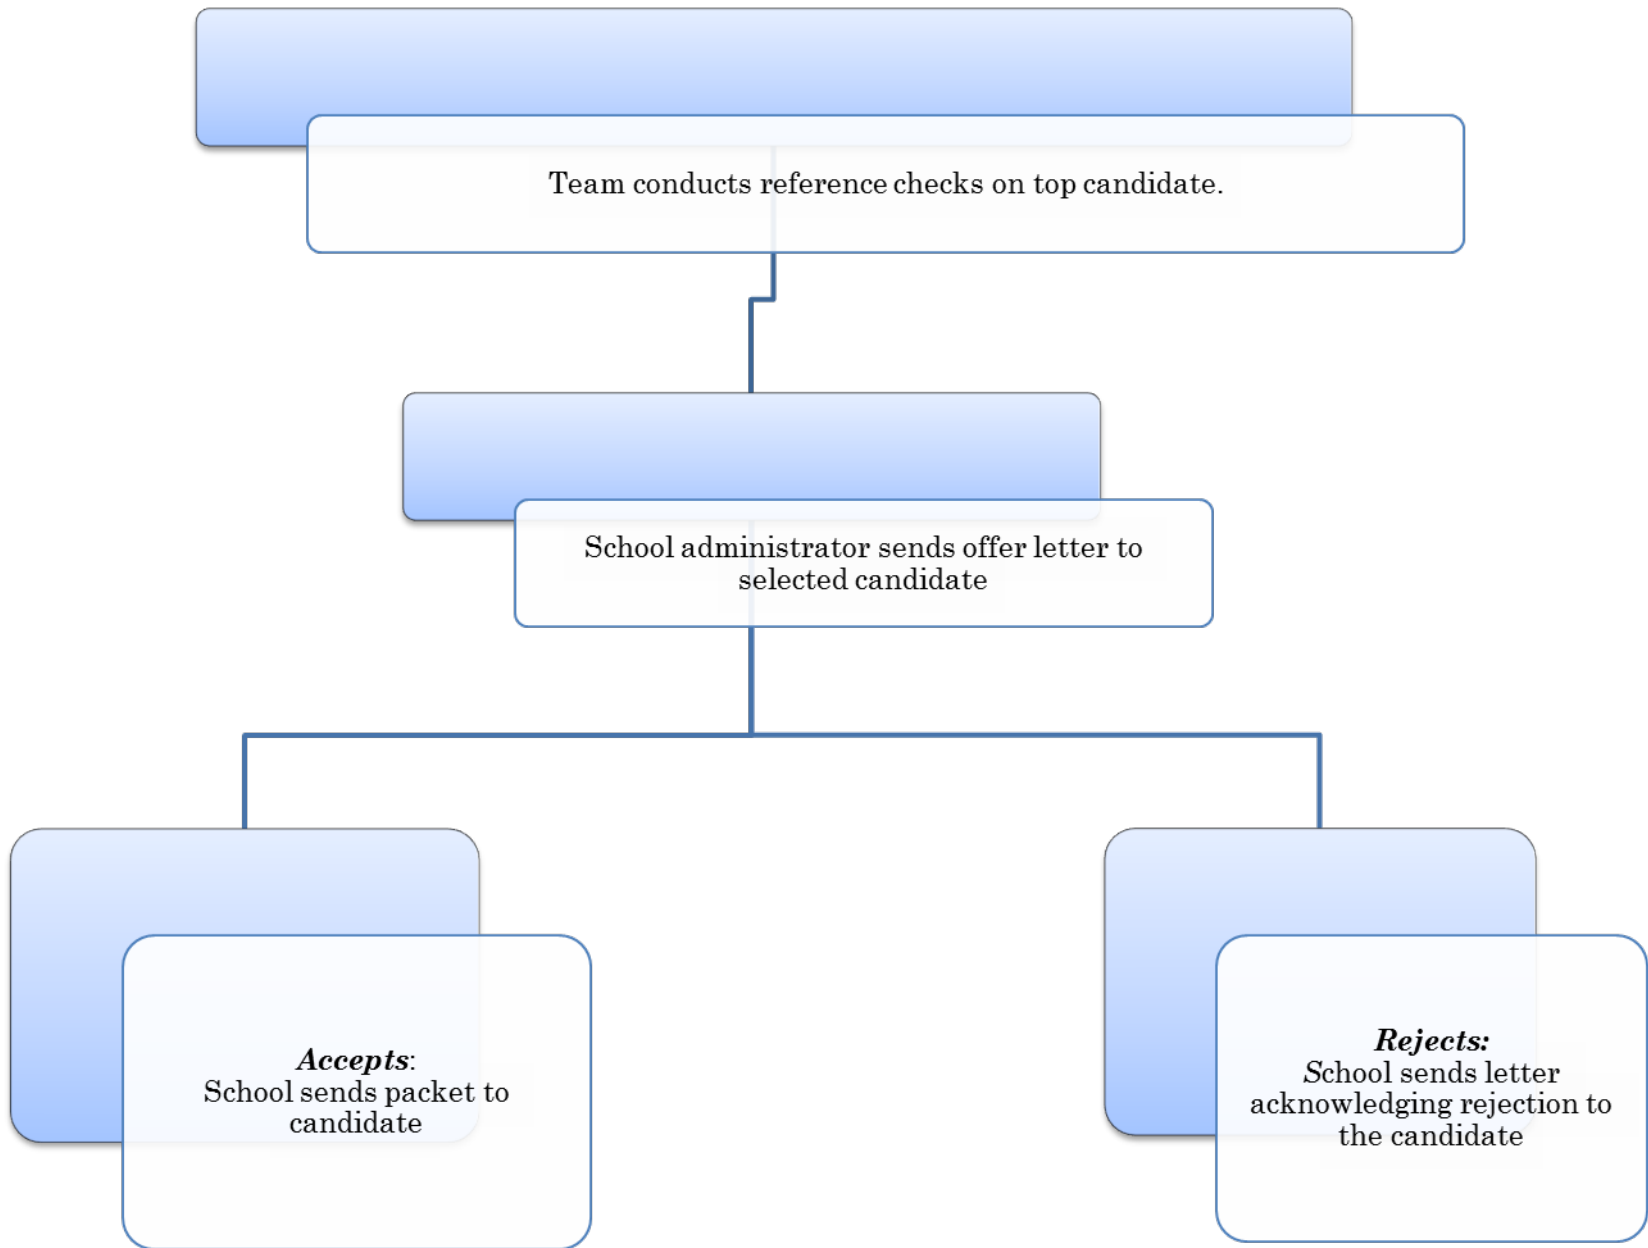 Team conducts reference checks on top candidate.
School administrator sends offer letter to
selected candidate
Accepts:
School sends packet to
candidate
Rejects:
School sends letter
acknowledging rejection to
the candidate